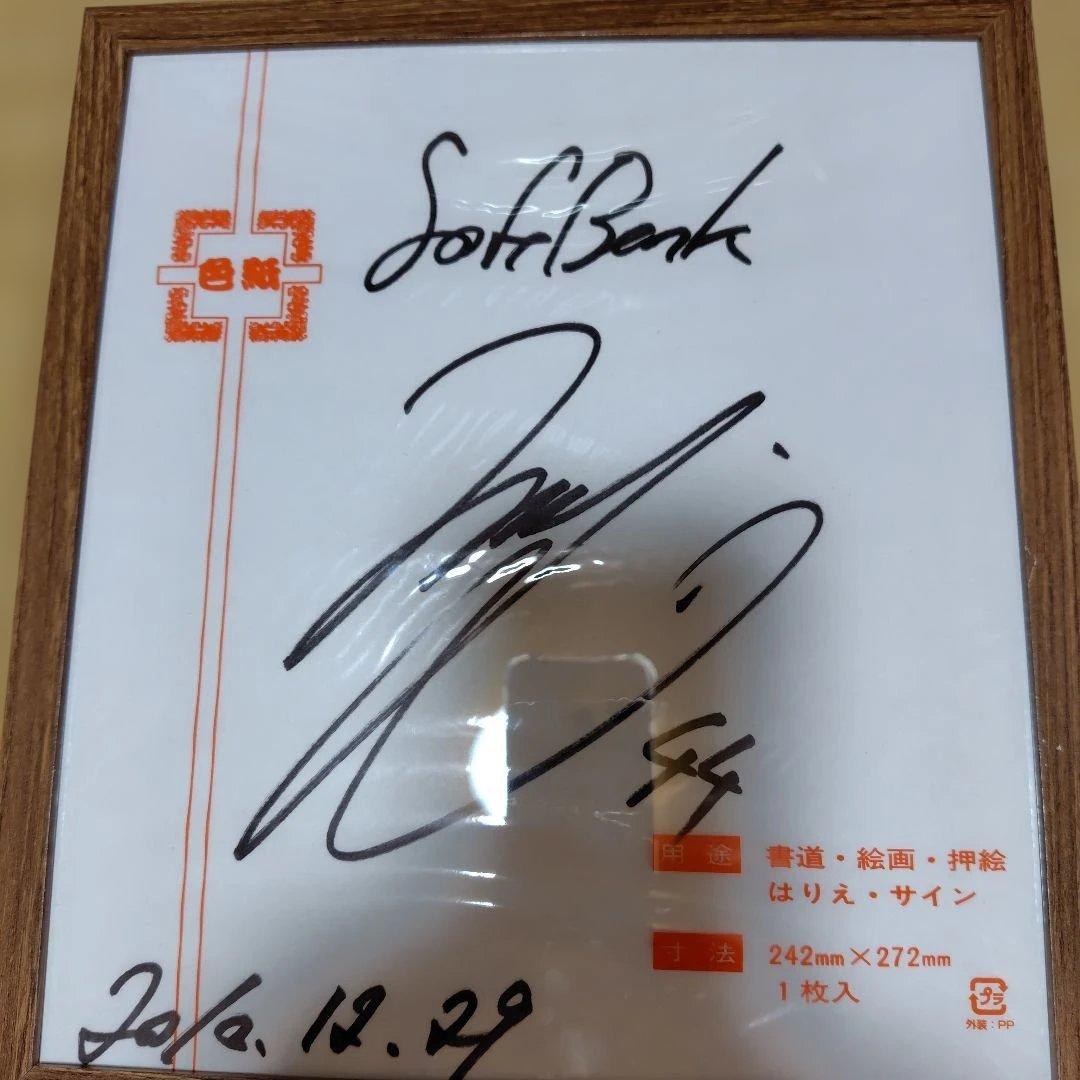 SoftBank
色紙
44
用途 書道・絵画・押絵
はりえ・サイン
寸法 242mm×272mm
1枚入
プラ
外装:PP
2010.12.29